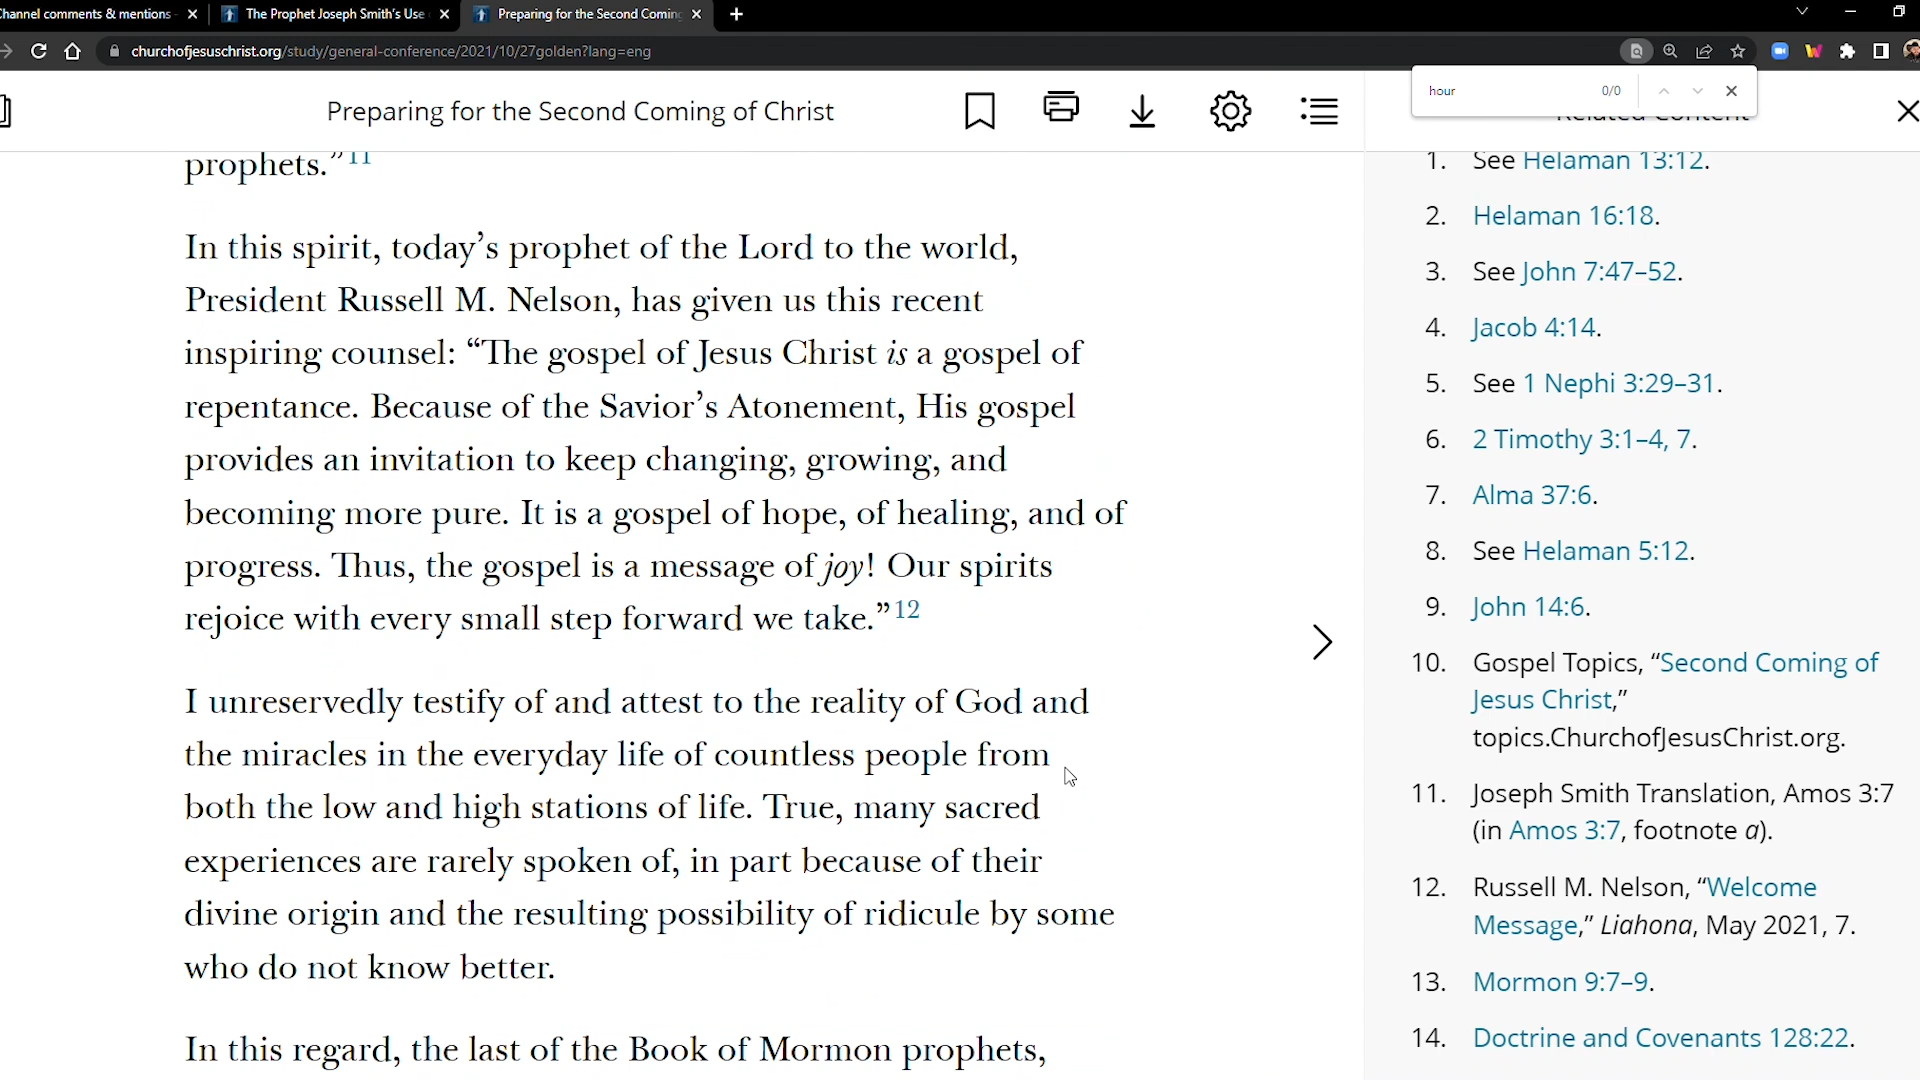 Channel comments & mentions -
The Prophet Joseph Smith's Use
Preparing for the Second Coming
churchofjesuschrist.org/study/general-conference/2021/10/27golden?lang=eng
hour 0/0
Preparing for the Second Coming of Christ
Related Content
prophets.”11
In this spirit, today’s prophet of the Lord to the world,
President Russell M. Nelson, has given us this recent
inspiring counsel: “The gospel of Jesus Christ is a gospel of
repentance. Because of the Savior’s Atonement, His gospel
provides an invitation to keep changing, growing, and
becoming more pure. It is a gospel of hope, of healing, and of
progress. Thus, the gospel is a message of joy! Our spirits
rejoice with every small step forward we take.”12
I unreservedly testify of and attest to the reality of God and
the miracles in the everyday life of countless people from
both the low and high stations of life. True, many sacred
experiences are rarely spoken of, in part because of their
divine origin and the resulting possibility of ridicule by some
who do not know better.
In this regard, the last of the Book of Mormon prophets,
1. See Helaman 13:12.
2. Helaman 16:18.
3. See John 7:47–52.
4. Jacob 4:14.
5. See 1 Nephi 3:29–31.
6. 2 Timothy 3:1–4, 7.
7. Alma 37:6.
8. See Helaman 5:12.
9. John 14:6.
10. Gospel Topics, “Second Coming of
Jesus Christ,”
topics.ChurchofJesusChrist.org.
11. Joseph Smith Translation, Amos 3:7
(in Amos 3:7, footnote a).
12. Russell M. Nelson, “Welcome
Message,” Liahona, May 2021, 7.
13. Mormon 9:7–9.
14. Doctrine and Covenants 128:22.